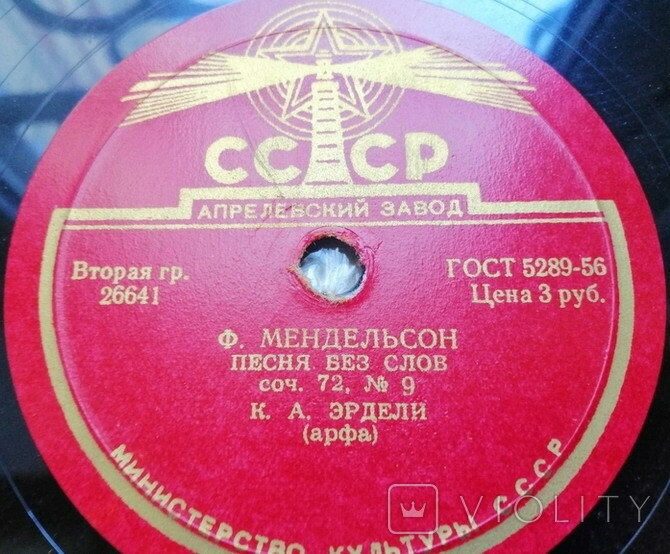 СССР
АПРЕЛЕВСКИЙ ЗАВОД
Вторая гр.
26641
ГОСТ 5289-56
Цена 3 руб.
Ф. МЕНДЕЛЬСОН
ПЕСНЯ БЕЗ СЛОВ
соч. 72, № 9
К. А. ЭРДЕЛИ
(арфа)
МИНИСТЕРСТВО КУЛЬТУРЫ СССР
VIOLITY